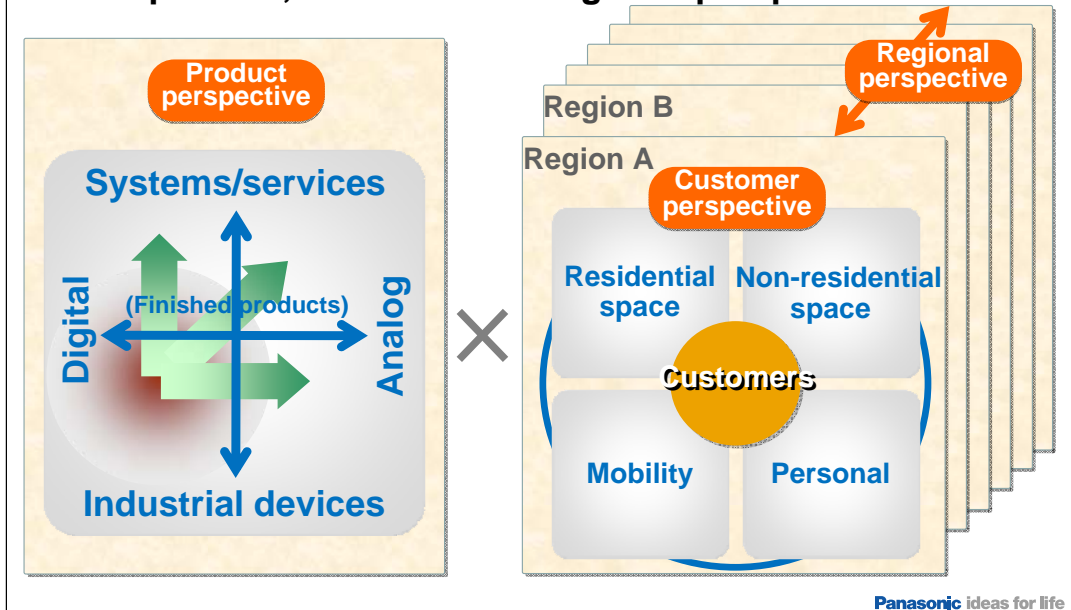 Product
perspective
Systems/services
Digital
(Finished products)
Analog
Industrial devices
Regional
perspective
Region B
Region A
Customer
perspective
Residential
space
Non-residential
space
Customers
Mobility
Personal
Panasonic ideas for life